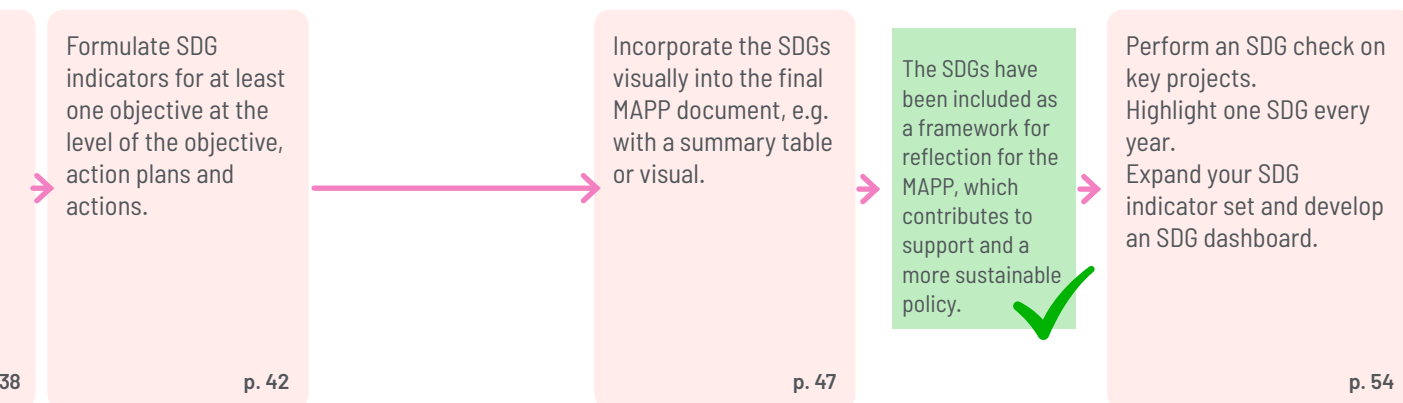 38
Formulate SDG
indicators for at least
one objective at the
level of the objective,
action plans and
actions.
p. 42
Incorporate the SDGs
visually into the final
MAPP document, e.g.
with a summary table
or visual.
p. 47
The SDGs have
been included as
a framework for
reflection for the
MAPP, which
contributes to
support and a
more sustainable
policy.
Perform an SDG check on
key projects.
Highlight one SDG every
year.
Expand your SDG
indicator set and develop
an SDG dashboard.
p. 54